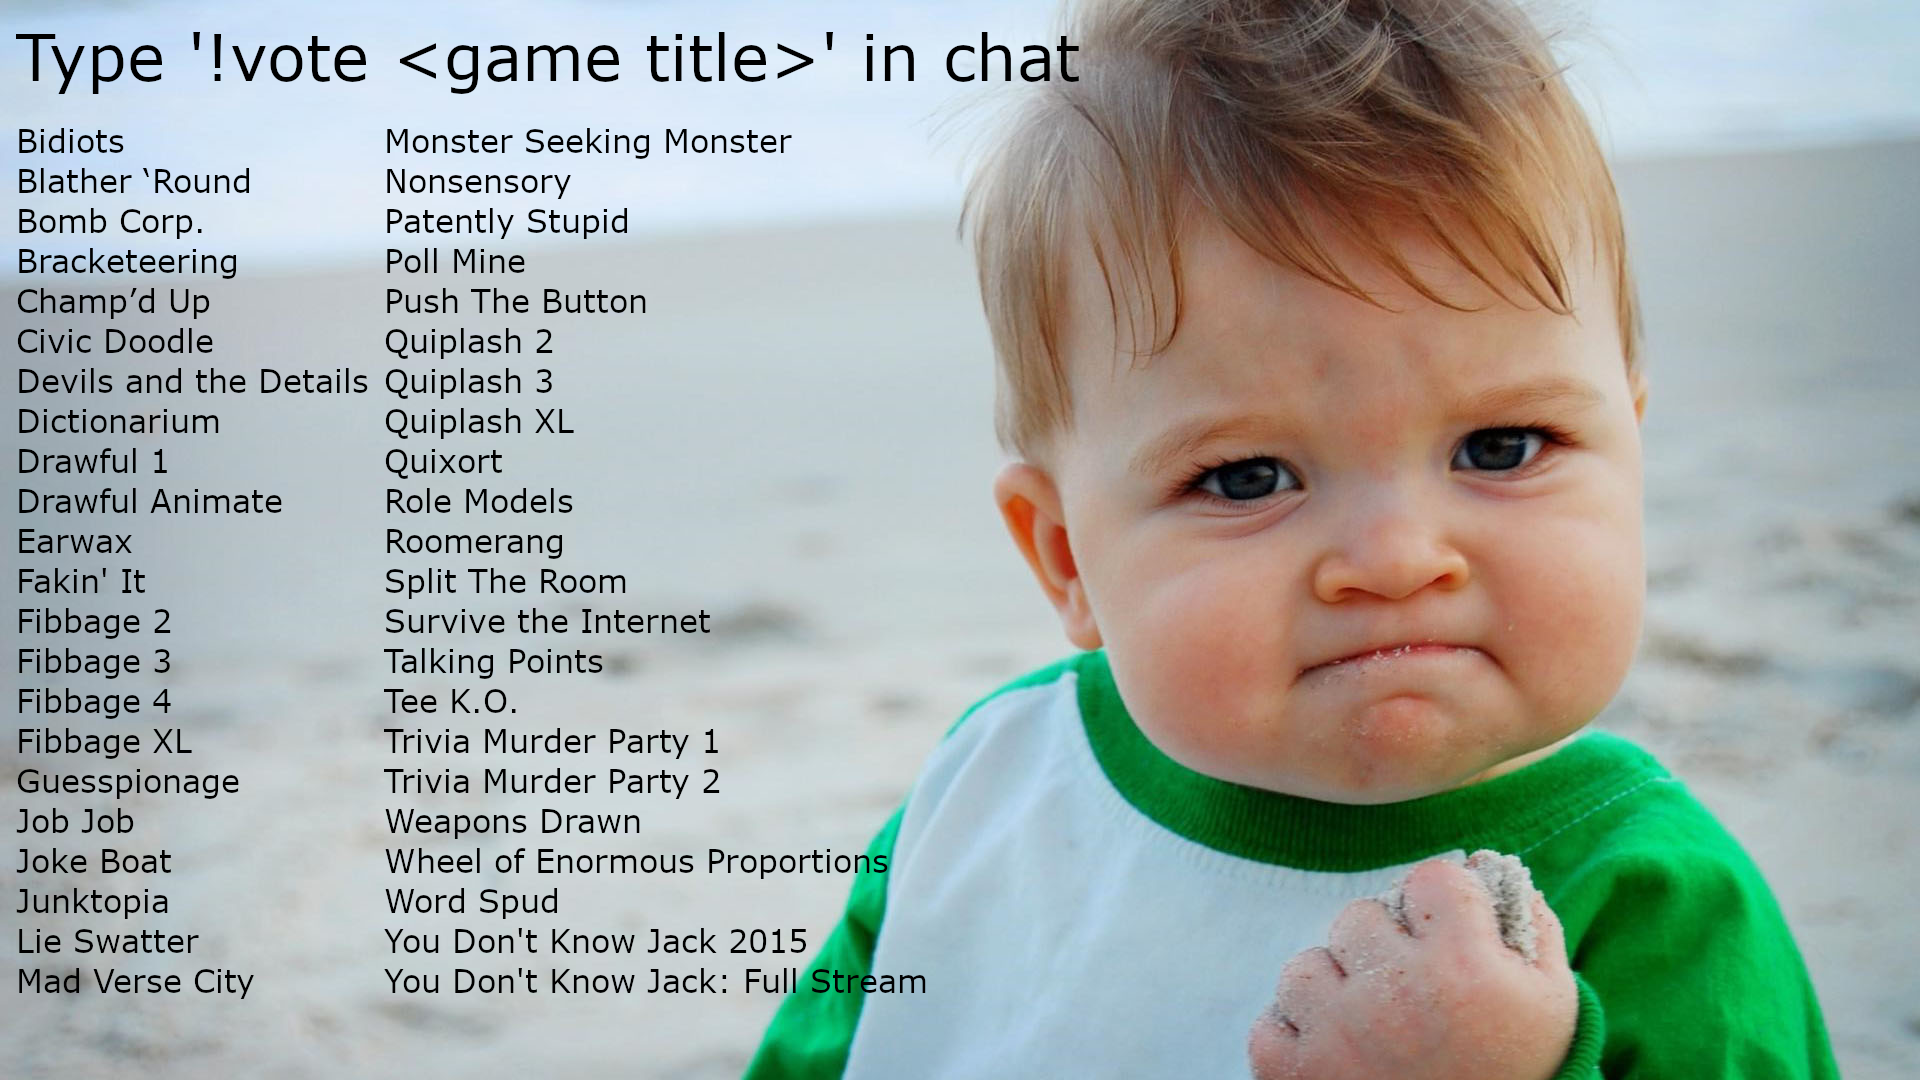 Type '!vote <game title>' in chat
Bidiots
Blather ‘Round
Bomb Corp.
Bracketeering
Champ’d Up
Civic Doodle
Devils and the Details
Dictionarium
Drawful 1
Drawful Animate
Earwax
Fakin' It
Fibbage 2
Fibbage 3
Fibbage 4
Fibbage XL
Guesspionage
Job Job
Joke Boat
Junktopia
Lie Swatter
Mad Verse City
Monster Seeking Monster
Nonsensory
Patently Stupid
Poll Mine
Push The Button
Quiplash 2
Quiplash 3
Quiplash XL
Quixort
Role Models
Roomerang
Split The Room
Survive the Internet
Talking Points
Tee K.O.
Trivia Murder Party 1
Trivia Murder Party 2
Weapons Drawn
Wheel of Enormous Proportions
Word Spud
You Don't Know Jack 2015
You Don't Know Jack: Full Stream